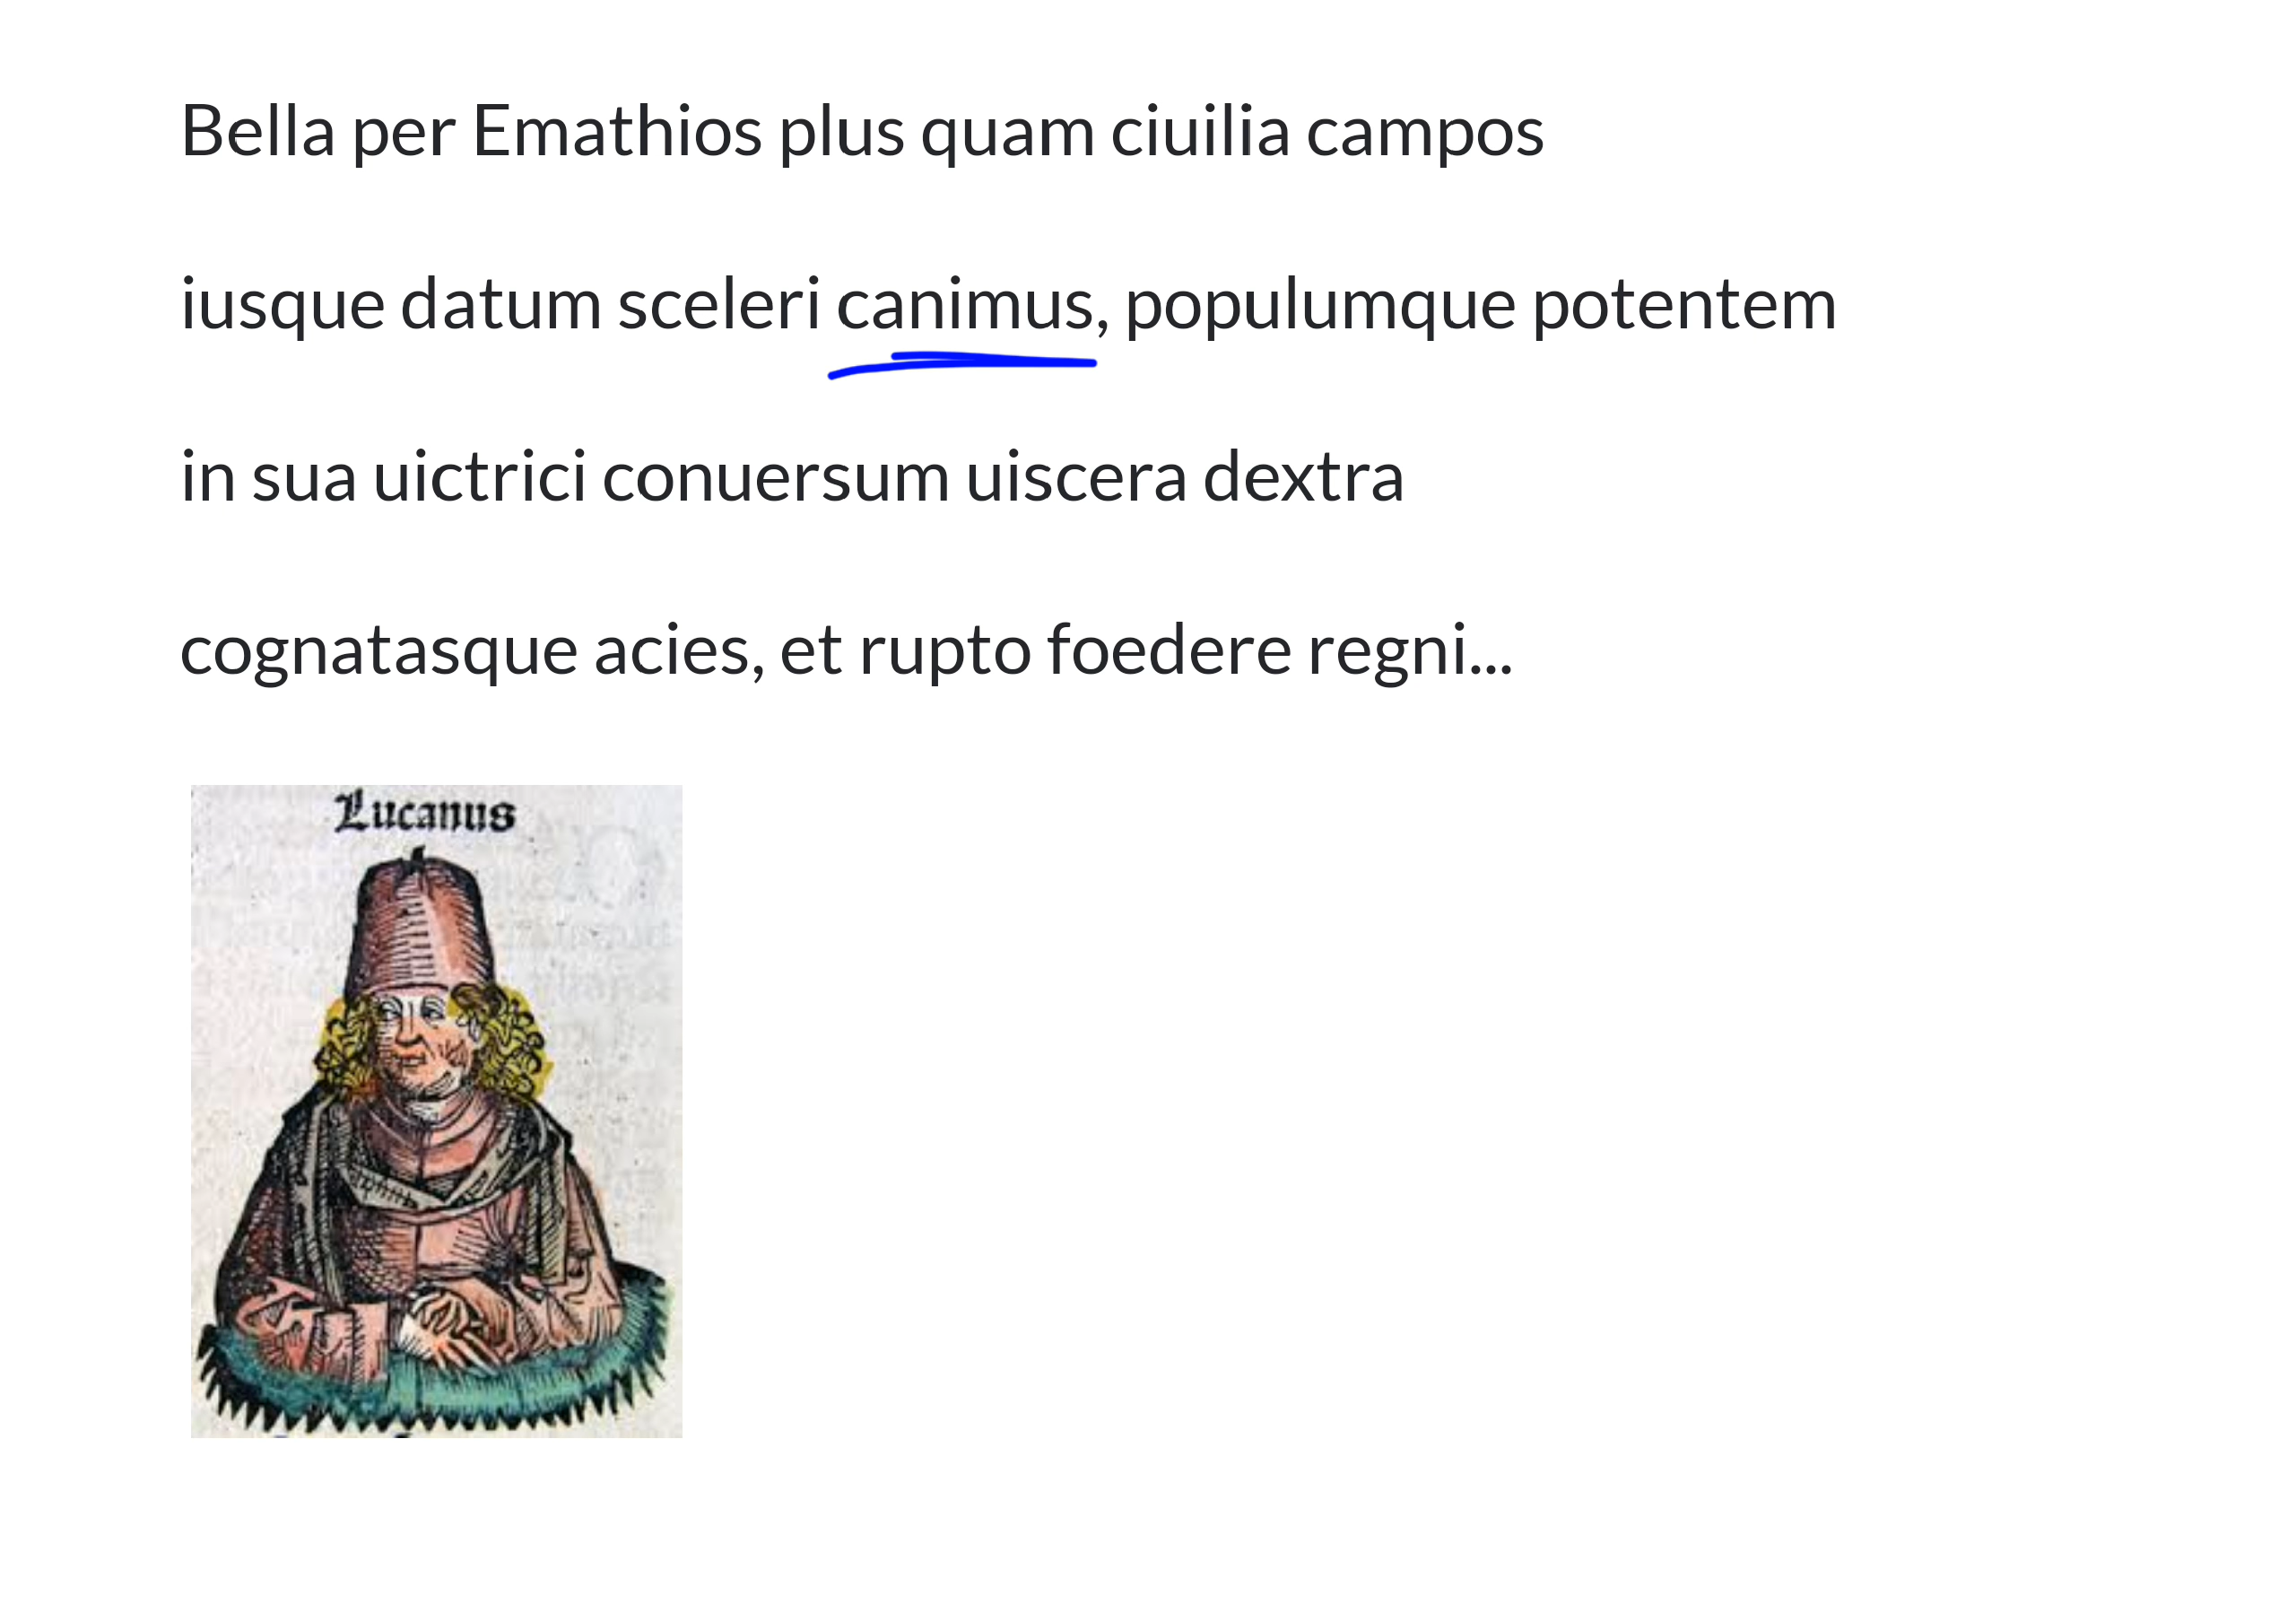 Bella per Emathios plus quam ciuilia campos
iusque datum sceleri canimus, populumque potentem
in sua uictrici conuersum uiscera dextra
cognatasque acies, et rupto foedere regni...
Lucanus